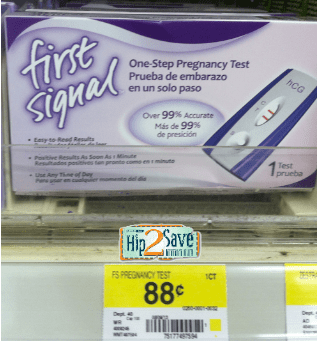 first
signal
One-Step Pregnancy Test
Prueba de embarazo
en un solo paso
hCG
Over 99% Accurate
Más de 99%
de presición
• Easy-to-Read Results
• Positive Results As Soon As 1 Minute
Resultados positivos tan pronto como en 1 minuto
• Use Any Time of Day
Para usar en cualquier momento del día
1 Test
prueba
Hip2Save
FS PREGNANCY TEST 1CT
88¢
Dept. 40